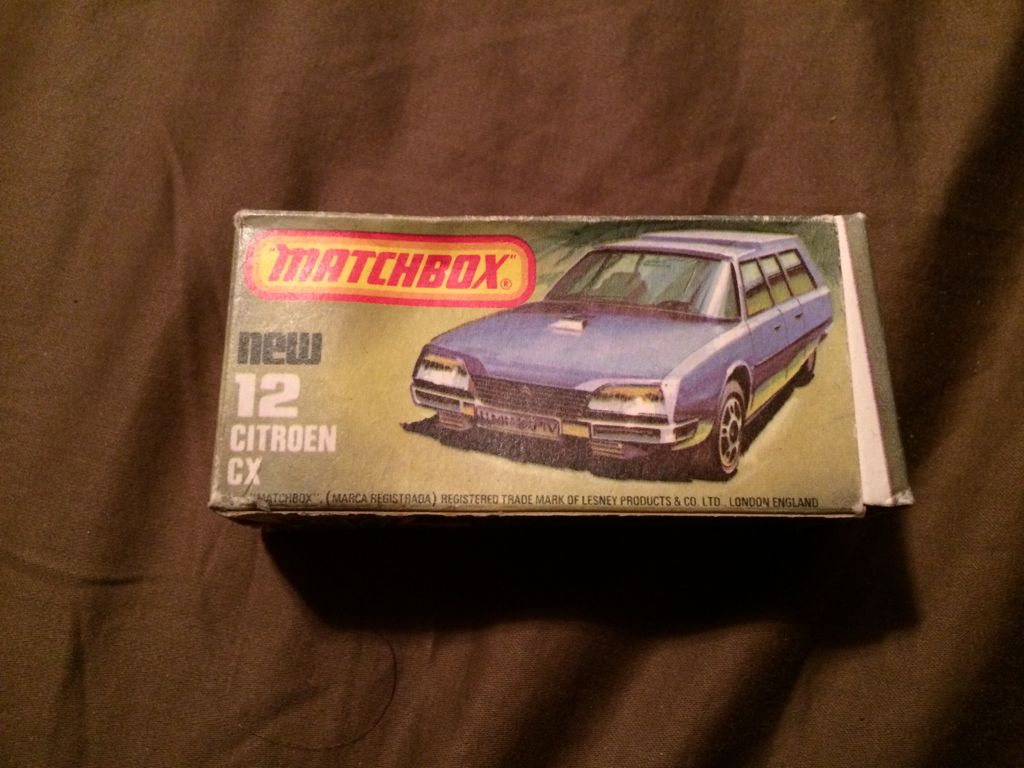 "MATCHBOX"®
new
12
CITROEN
CX
"MATCHBOX", (MARCA REGISTRADA) REGISTERED TRADE MARK OF LESNEY PRODUCTS & CO. LTD. LONDON ENGLAND